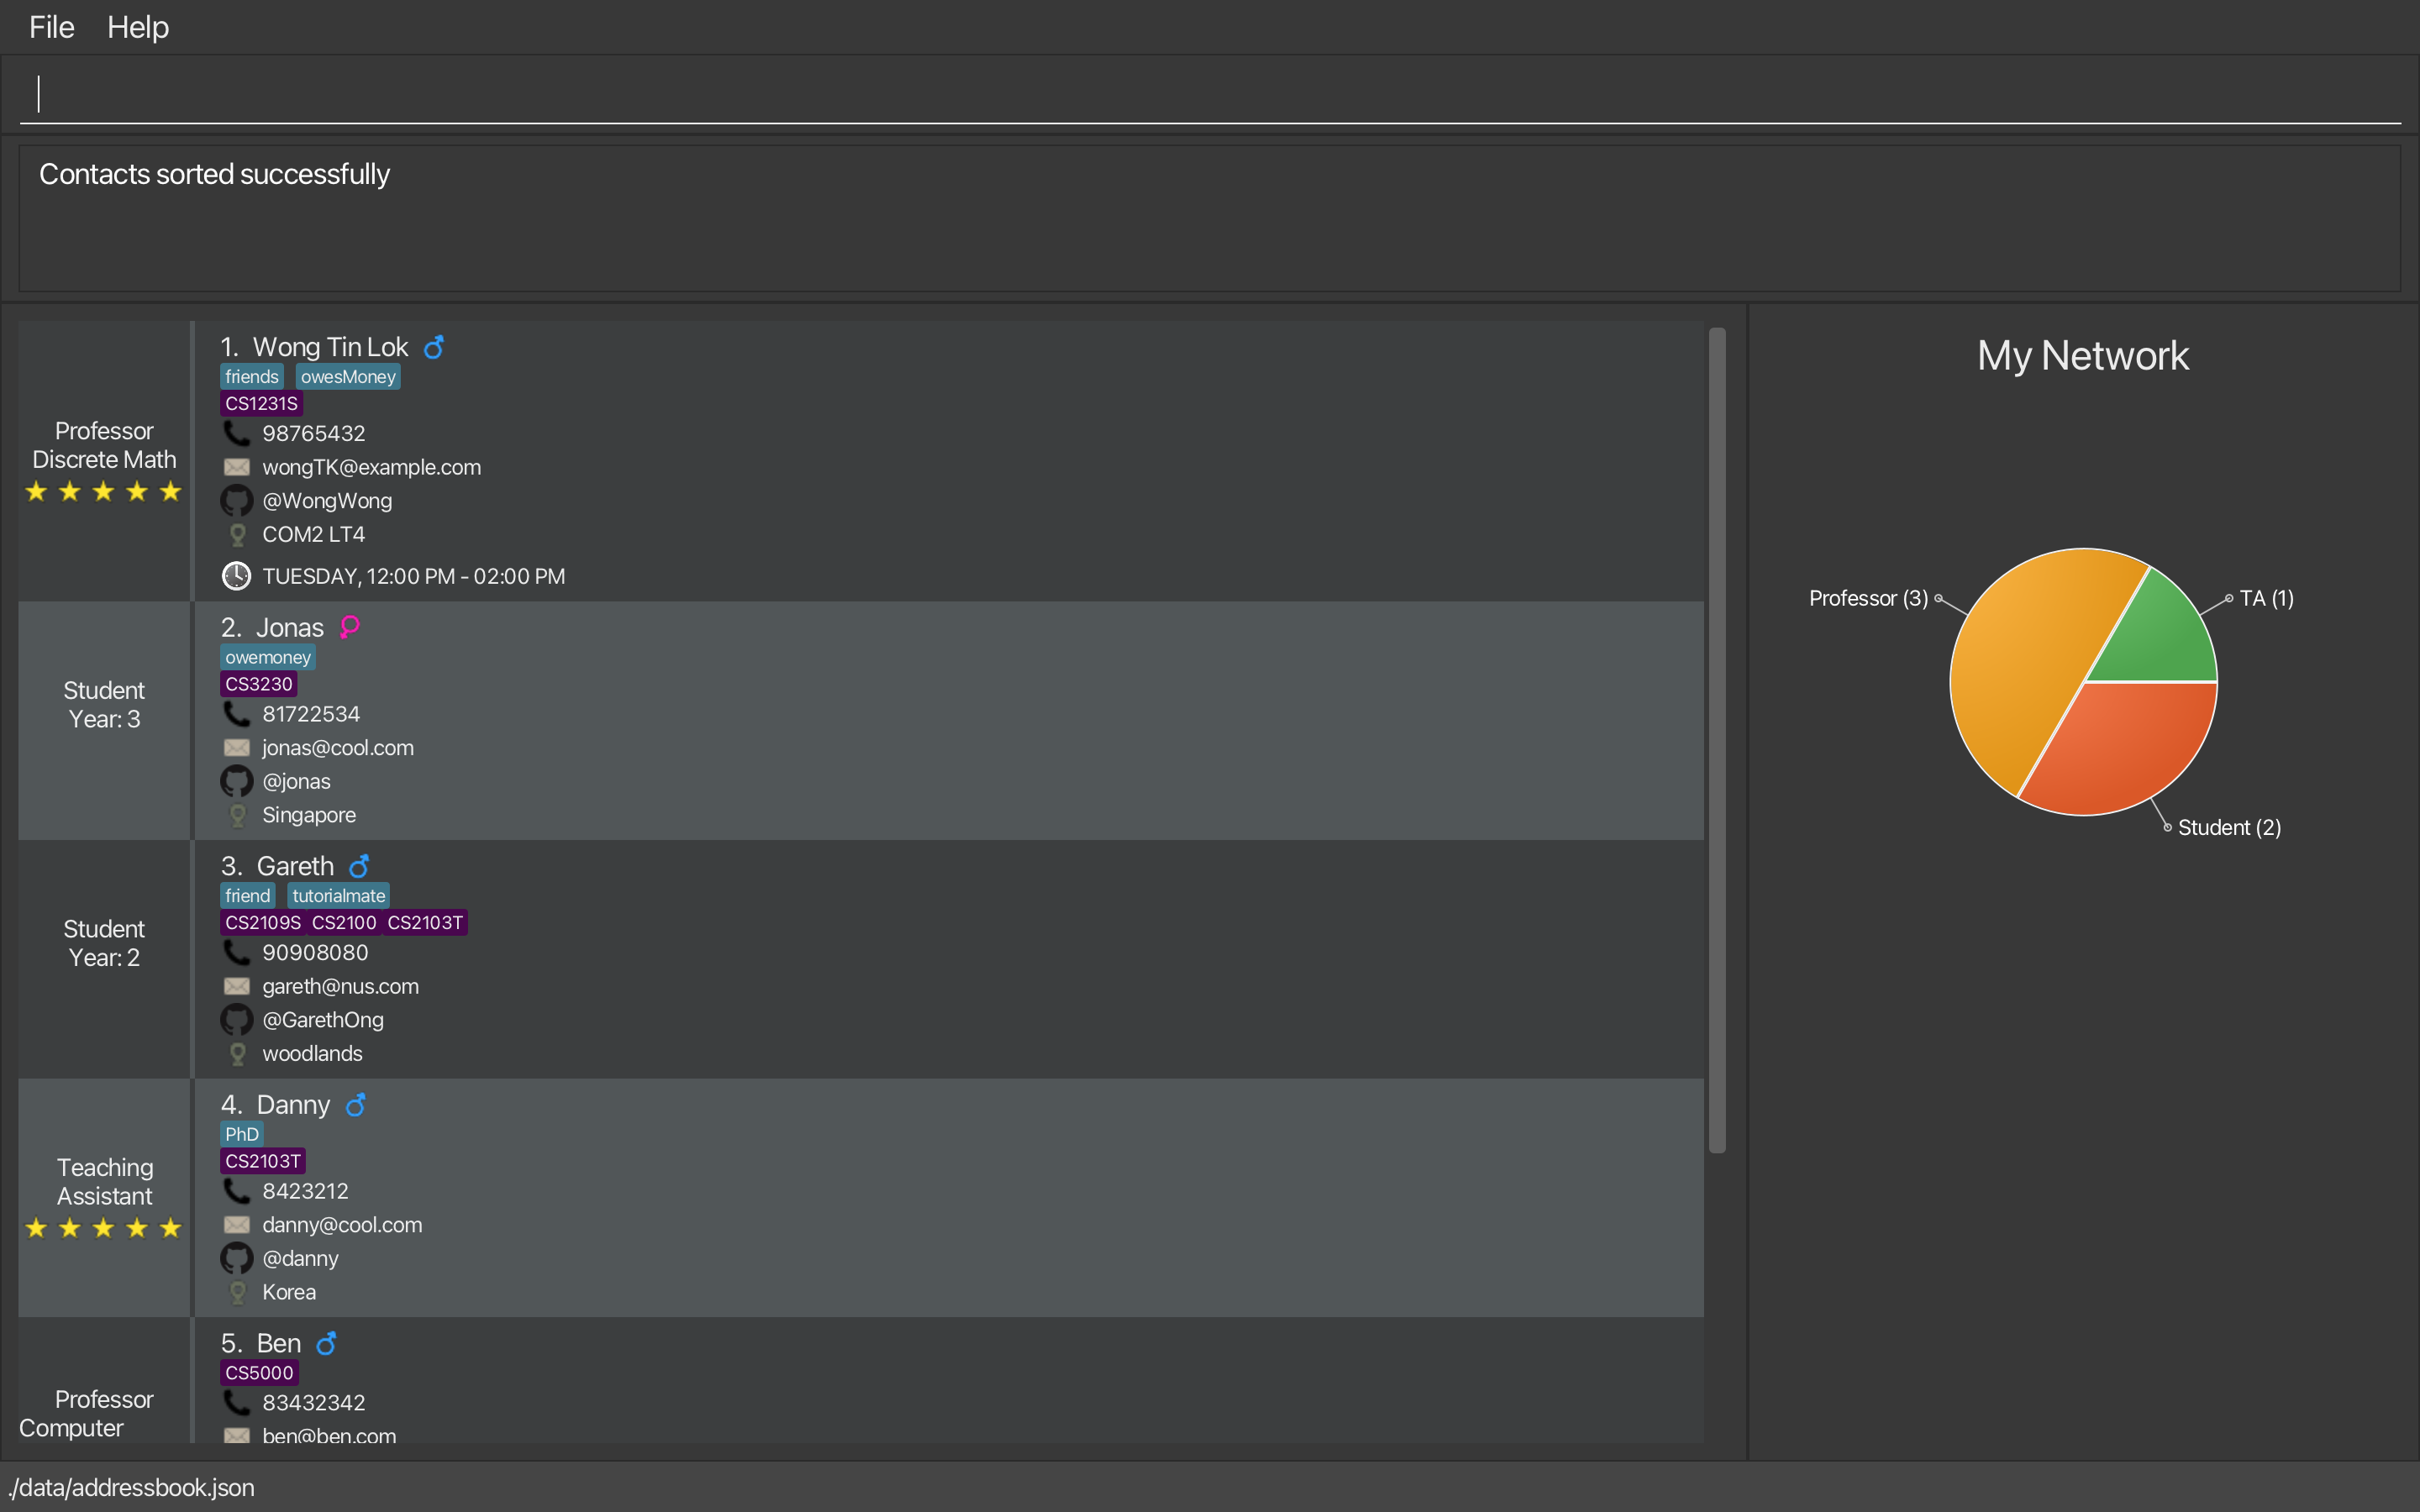 File Help
Contacts sorted successfully
Professor
Discrete Math
1. Wong Tin Lok
friends owesMoney
CS1231S
98765432
wongTK@example.com
@WongWong
COM2 LT4
TUESDAY, 12:00 PM - 02:00 PM
Student
Year: 3
2. Jonas
owemoney
CS3230
81722534
jonas@cool.com
@jonas
Singapore
Student
Year: 2
3. Gareth
friend tutorialmate
CS2109S CS2100 CS2103T
90908080
gareth@nus.com
@GarethOng
woodlands
Teaching
Assistant
4. Danny
PhD
CS2103T
8423212
danny@cool.com
@danny
Korea
Professor
Computer
5. Ben
CS5000
83432342
ben@ben.com
My Network
Professor (3)
TA (1)
Student (2)
./data/addressbook.json